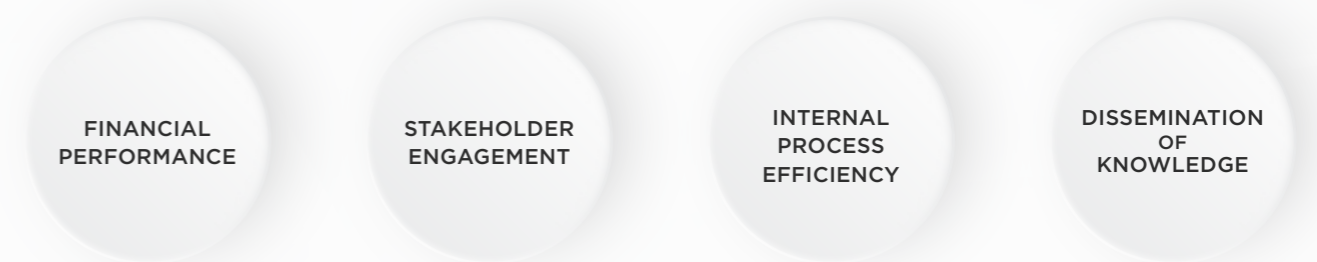 FINANCIAL
PERFORMANCE
STAKEHOLDER
ENGAGEMENT
INTERNAL
PROCESS
EFFICIENCY
DISSEMINATION
OF
KNOWLEDGE